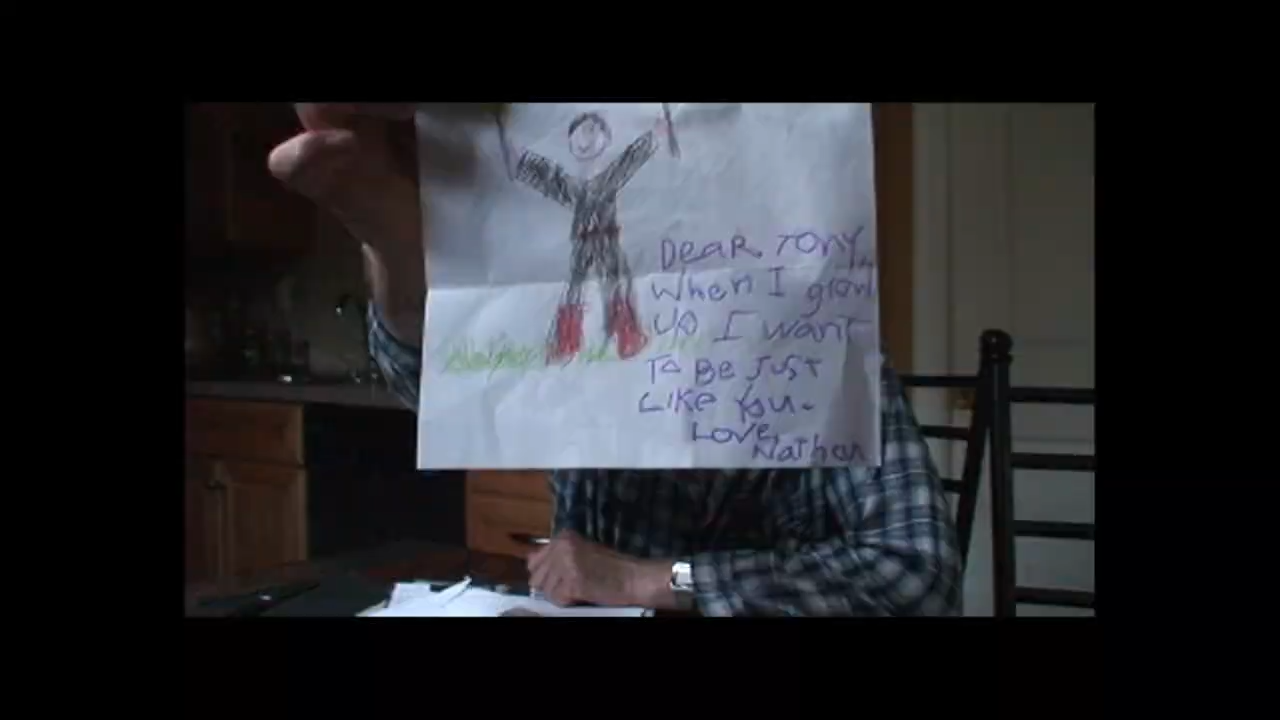 Dear Tony,
When I grow
up I want
To Be Just
Like You.
Love,
Nathan